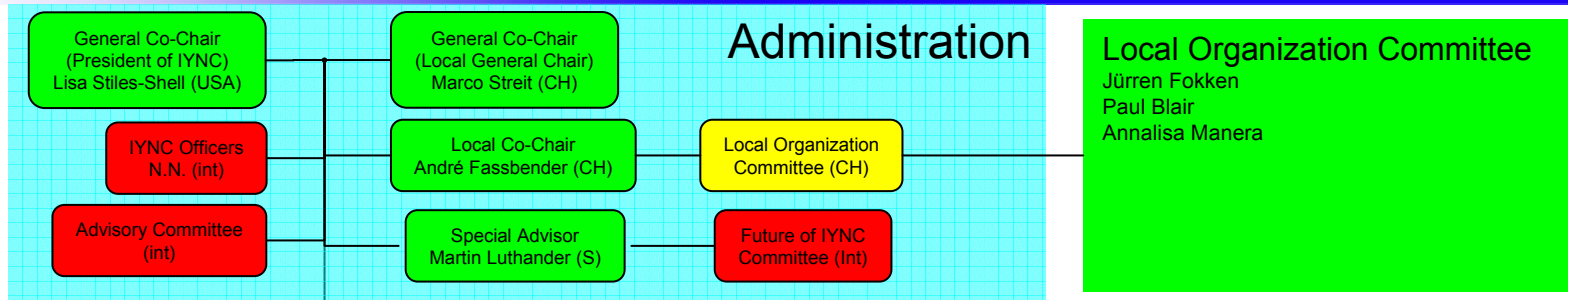 General Co-Chair
(President of IYNC)
Lisa Stiles-Shell (USA)
General Co-Chair
(Local General Chair)
Marco Streit (CH)
Administration
IYNC Officers
N.N. (int)
Local Co-Chair
André Fassbender (CH)
Local Organization
Committee (CH)
Advisory Committee
(int)
Special Advisor
Martin Luthander (S)
Future of IYNC
Committee (Int)
Local Organization Committee
Jürren Fokken
Paul Blair
Annalisa Manera